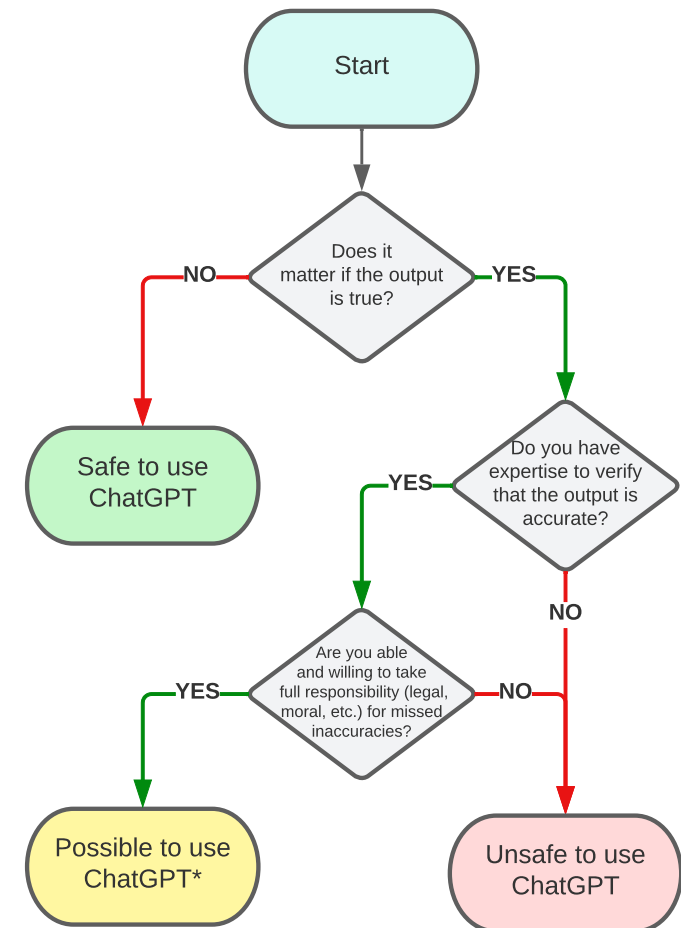 Start
Does it
matter if the output
is true?
NO
YES
Safe to use
ChatGPT
Do you have
expertise to verify
that the output is
accurate?
YES
NO
Are you able
and willing to take
full responsibility (legal,
moral, etc.) for missed
inaccuracies?
YES
NO
Possible to use
ChatGPT*
Unsafe to use
ChatGPT